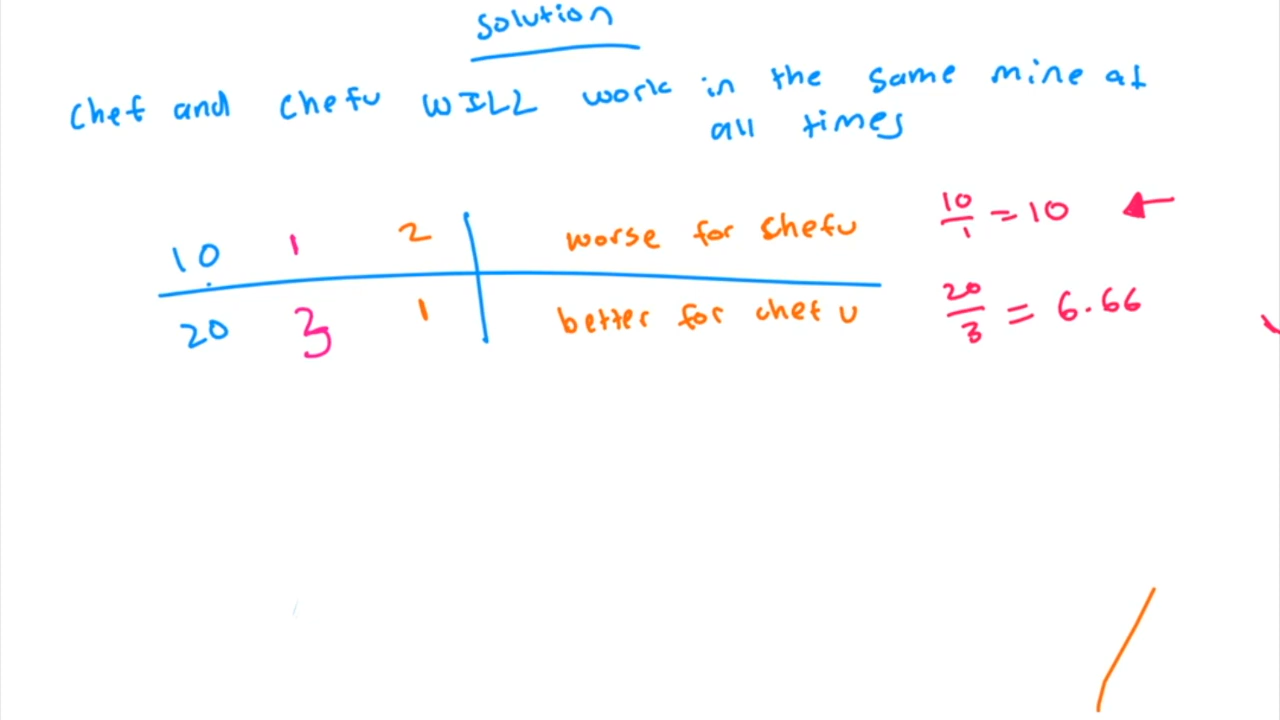 Solution
Chef and Chefu WILL work in the same mine at
all times
10 1 2 worse for Chefu 10/1 = 10
20 3 1 better for chef u 20/3 = 6.66